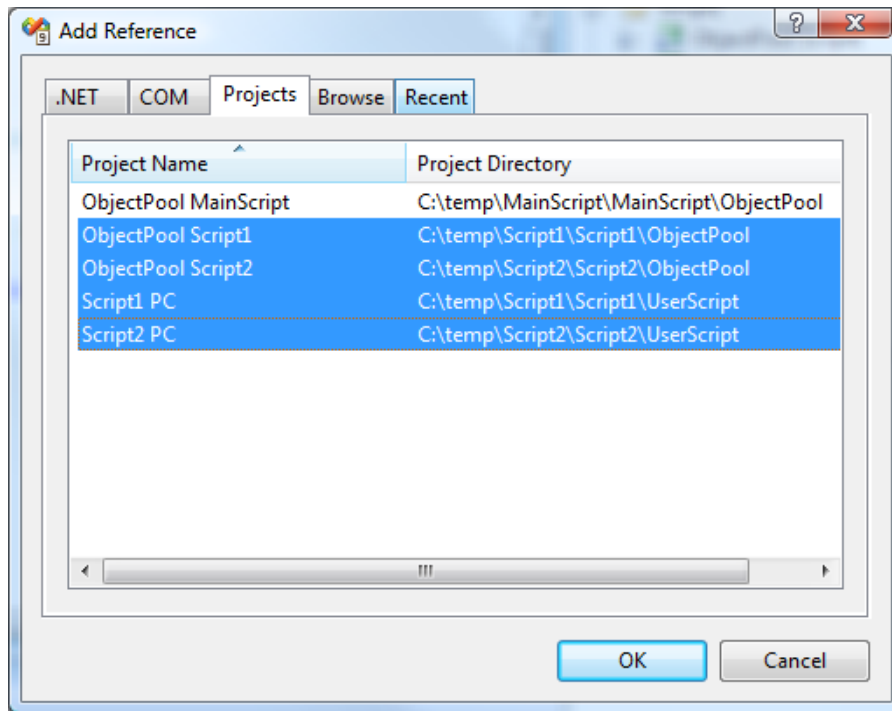 Add Reference
.NET COM Projects Browse Recent
Project Name Project Directory
ObjectPool MainScript C:\temp\MainScript\MainScript\ObjectPool
ObjectPool Script1 C:\temp\Script1\Script1\ObjectPool
ObjectPool Script2 C:\temp\Script2\Script2\ObjectPool
Script1 PC C:\temp\Script1\Script1\UserScript
Script2 PC C:\temp\Script2\Script2\UserScript
OK Cancel